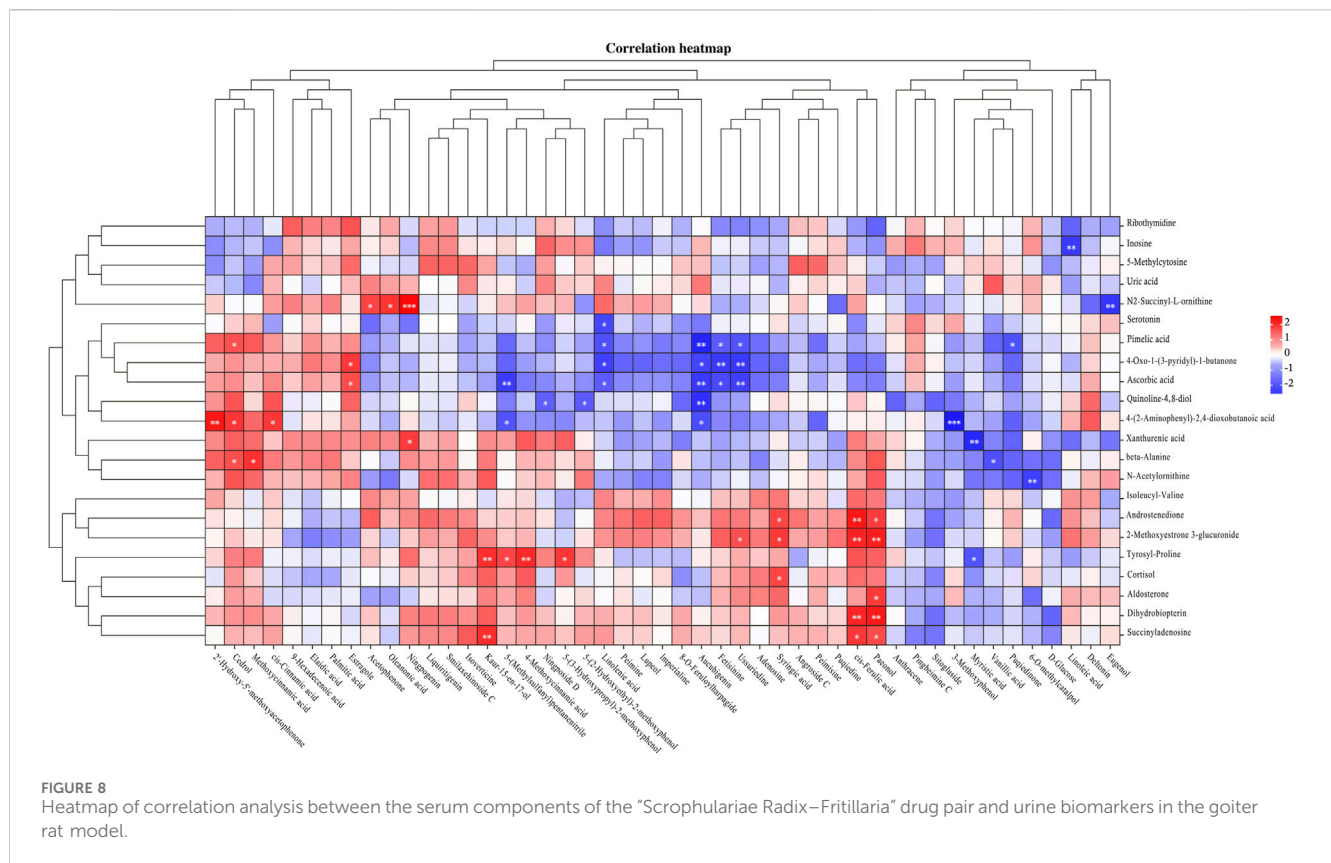 Correlation heatmap
Ribothymidine
**
Inosine
5-Methylcytosine
Uric acid
* * *** **
N2-Succinyl-L-ornithine
*
Serotonin
* * ** * * *
Pimelic acid
* * * ** **
4-Oxo-1-(3-pyridyl)-1-butanone
* ** * ** * **
Ascorbic acid
* * **
Quinoline-4,8-diol
** * * * * ***
4-(2-Aminophenyl)-2,4-dioxobutanoic acid
* **
Xanthurenic acid
* * *
beta-Alanine
**
N-Acetylornithine
Isoleucyl-Valine
* ** *
Androstenedione
* * ** **
2-Methoxyestrone 3-glucuronide
** * ** * *
Tyrosyl-Proline
*
Cortisol
*
Aldosterone
** **
Dihydrobiopterin
** * *
Succinyladenosine
2
1
0
-1
-2
2'-Hydroxy-5'-methoxyacetophenone
Cedrol
Methoxycinnamic acid
cis-Cinnamic acid
9-Hexadecenoic acid
Elaidic acid
Palmitic acid
Estragole
Acetophenone
Oleanonic acid
Ningpogenin
Liquiritigenin
Smilaxchinoside C
Isoverticine
Kaur-15-en-17-ol
5-(Methylsulfanyl)pentanenitrile
4-Methoxycinnamic acid
Ningposide D
5-(3-Hydroxypropyl)-2-methoxyphenol
5-(2-Hydroxyethyl)-2-methoxyphenol
Linolenic acid
Peimine
Lupeol
Imperialine
8-O-Feruloylharpagide
Aucubigenin
Fetisinine
Ussuriedine
Adenosine
Syringic acid
Angroside C
Peimisine
Puqiedine
cis-Ferulic acid
Paeonol
Anthracene
Pingbeimine C
Sitogluside
3-Methoxyphenol
Myristic acid
Vanillic acid
Puqiedinone
6-O-methylcatalpol
D-Glucose
Linoleic acid
Delnorin
Eugenol
FIGURE 8
Heatmap of correlation analysis between the serum components of the "Scrophulariae Radix–Fritillaria" drug pair and urine biomarkers in the goiter
rat model.